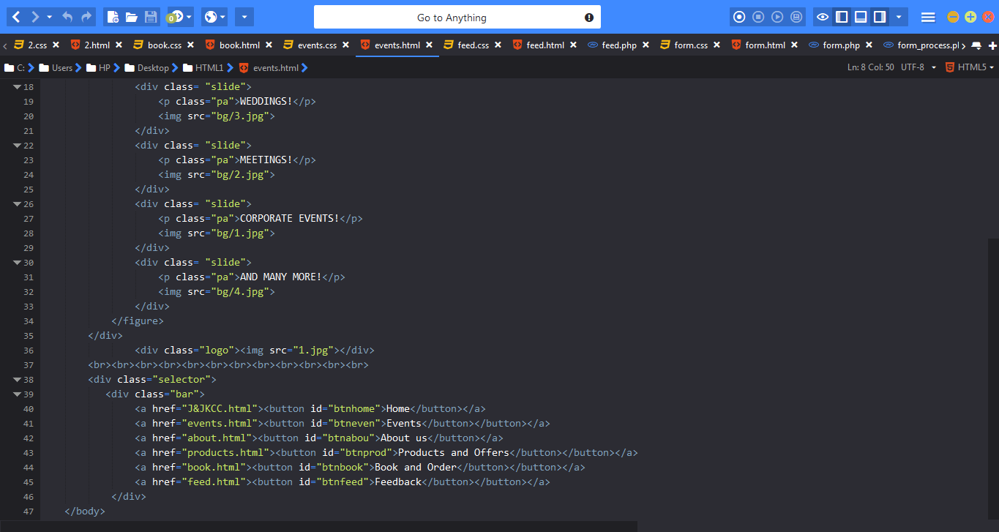 Go to Anything
0
2.css 2.html book.css book.html events.css events.html feed.css feed.html feed.php form.css form.html form.php form_process.pl
C: Users HP Desktop HTML1 events.html Ln: 8 Col: 50 UTF-8 HTML5
18 <div class= "slide">
19 <p class="pa">WEDDINGS!</p>
20 <img src="bg/3.jpg">
21 </div>
22 <div class= "slide">
23 <p class="pa">MEETINGS!</p>
24 <img src="bg/2.jpg">
25 </div>
26 <div class= "slide">
27 <p class="pa">CORPORATE EVENTS!</p>
28 <img src="bg/1.jpg">
29 </div>
30 <div class= "slide">
31 <p class="pa">AND MANY MORE!</p>
32 <img src="bg/4.jpg">
33 </div>
34 </figure>
35 </div>
36 <div class="logo"><img src="1.jpg"></div>
37 <br><br><br><br><br><br><br><br><br><br><br><br>
38 <div class="selector">
39 <div class="bar">
40 <a href="J&JKCC.html"><button id="btnhome">Home</button></a>
41 <a href="events.html"><button id="btneven">Events</button></button></a>
42 <a href="about.html"><button id="btnabou">About us</button></a>
43 <a href="products.html"><button id="btnprod">Products and Offers</button></button></a>
44 <a href="book.html"><button id="btnbook">Book and Order</button></button></a>
45 <a href="feed.html"><button id="btnfeed">Feedback</button></button></a>
46 </div>
47 </body>